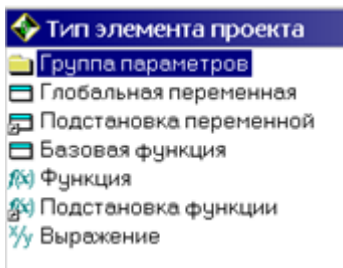 Тип элемента проекта
Группа параметров
Глобальная переменная
Подстановка переменной
Базовая функция
f(x) Функция
f(x) Подстановка функции
x/y Выражение